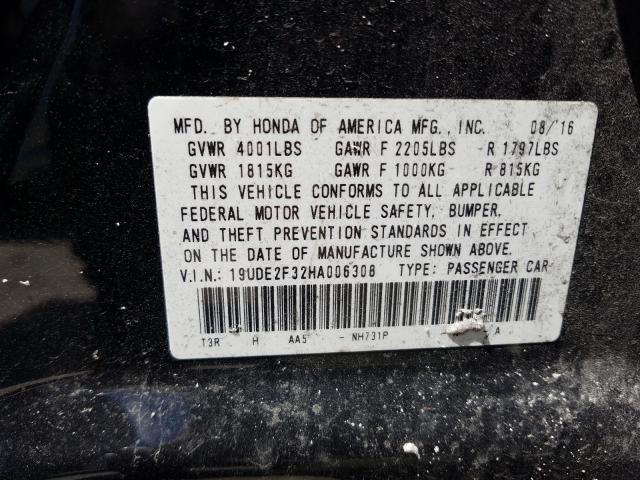 MFD. BY HONDA OF AMERICA MFG., INC. 08/'16
GVWR 4001LBS GAWR F 2205LBS R 1797LBS
GVWR 1815KG GAWR F 1000KG R 815KG
THIS VEHICLE CONFORMS TO ALL APPLICABLE
FEDERAL MOTOR VEHICLE SAFETY, BUMPER,
AND THEFT PREVENTION STANDARDS IN EFFECT
ON THE DATE OF MANUFACTURE SHOWN ABOVE.
V.I.N.: 19UDE2F32HA006308 TYPE: PASSENGER CAR
T3R H AA5 - NH731P A